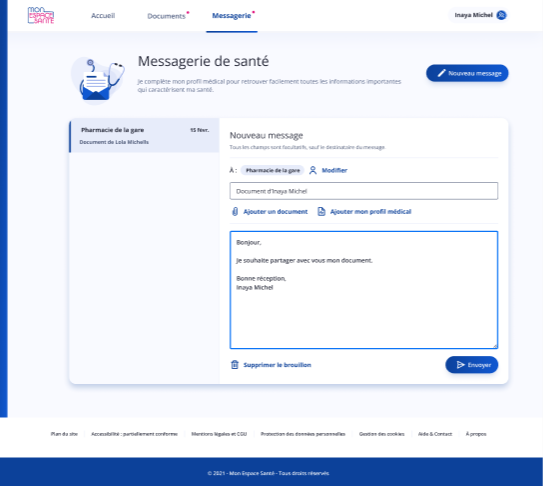 MON
ESPACE
SANTÉ
Accueil
Documents
Messagerie
Inaya Michel
Messagerie de santé
Je complète mon profil médical pour retrouver facilement toutes les informations importantes
qui caractérisent ma santé.
Nouveau message
Pharmacie de la gare
15 févr.
Document de Lola Michells
Nouveau message
Tous les champs sont facultatifs, sauf le destinataire du message.
À : Pharmacie de la gare Modifier
Document d'Inaya Michel
Ajouter un document Ajouter mon profil médical
Bonjour,
Je souhaite partager avec vous mon document.
Bonne réception,
Inaya Michel
Supprimer le brouillon
Envoyer
Plan du site Accessibilité : partiellement conforme Mentions légales et CGU Protection des données personnelles Gestion des cookies Aide & Contact À propos
© 2021 - Mon Espace Santé - Tous droits réservés